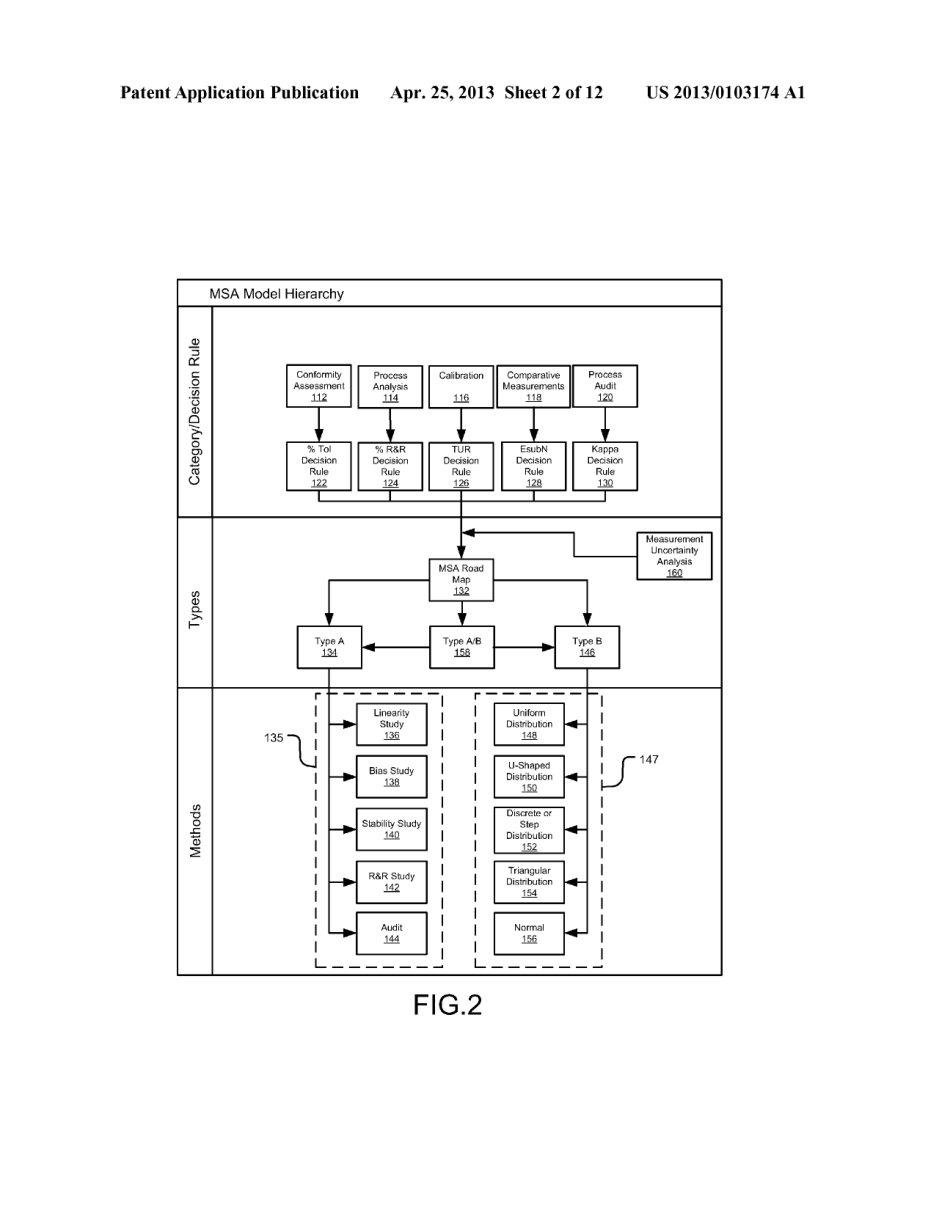 Patent Application Publication Apr. 25, 2013 Sheet 2 of 12 US 2013/0103174 A1
MSA Model Hierarchy
Category/Decision Rule
Conformity
Assessment
112
Process
Analysis
114
Calibration
116
Comparative
Measurements
118
Process
Audit
120
% Tol
Decision
Rule
122
% R&R
Decision
Rule
124
TUR
Decision
Rule
126
EsubN
Decision
Rule
128
Kappa
Decision
Rule
130
Types
Measurement
Uncertainty
Analysis
160
MSA Road
Map
132
Type A
134
Type A/B
158
Type B
146
Methods
135
Linearity
Study
136
Bias Study
138
Stability Study
140
R&R Study
142
Audit
144
Uniform
Distribution
148
U-Shaped
Distribution
150
Discrete or
Step
Distribution
152
Triangular
Distribution
154
Normal
156
147
FIG.2